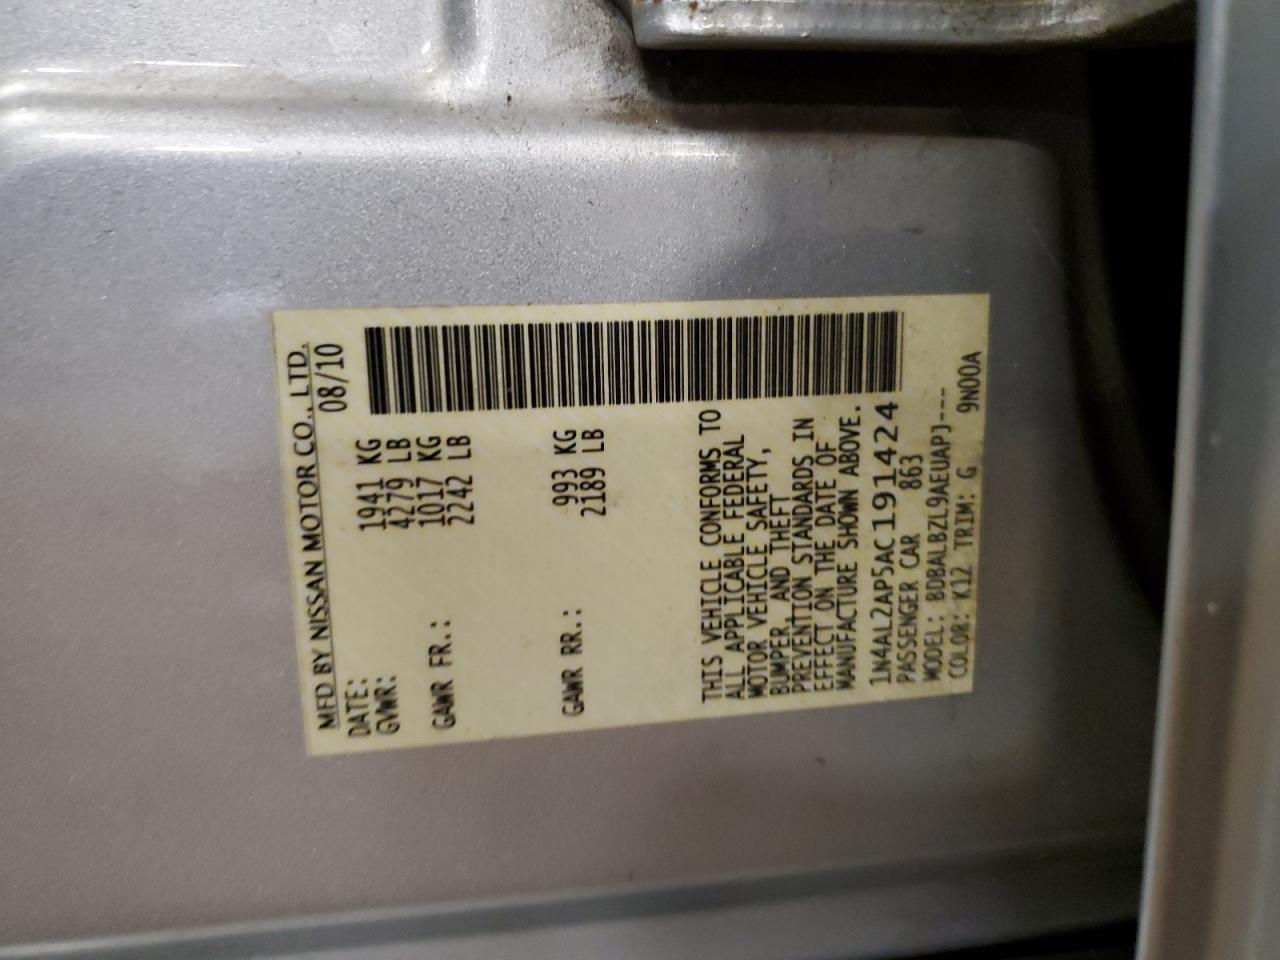 MFD BY NISSAN MOTOR CO., LTD.
DATE: 08/10
GVWR: 1941 KG
4279 LB
GAWR FR.: 1017 KG
2242 LB
GAWR RR.: 993 KG
2189 LB
THIS VEHICLE CONFORMS TO
ALL APPLICABLE FEDERAL
MOTOR VEHICLE SAFETY,
BUMPER, AND THEFT
PREVENTION STANDARDS IN
EFFECT ON THE DATE OF
MANUFACTURE SHOWN ABOVE.
1N4AL2AP5AC191424
PASSENGER CAR 863
MODEL: BDBALBZL9AEUAPJ---
COLOR: K12 TRIM: G 9N00A